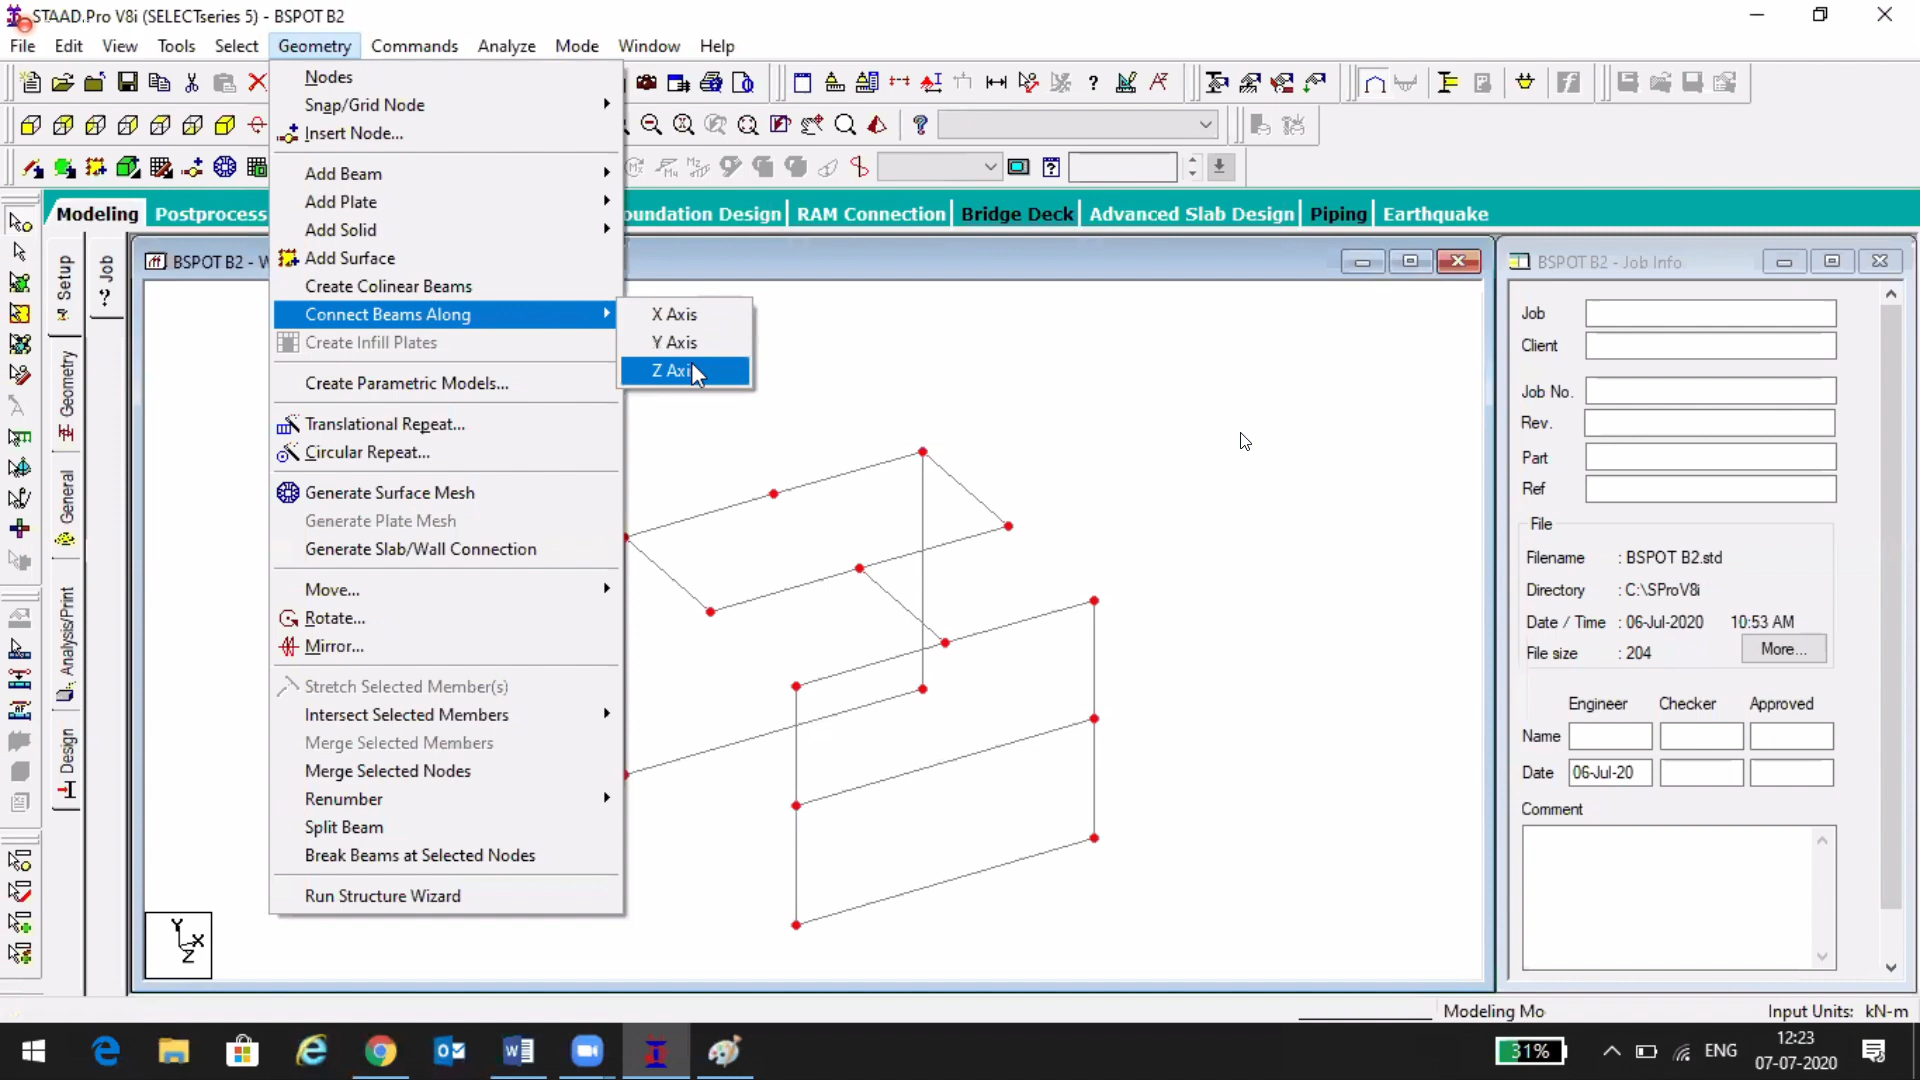 STAAD.Pro V8i (SELECTseries 5) - BSPOT B2
File Edit View Tools Select Geometry Commands Analyze Mode Window Help
Nodes
Snap/Grid Node
Insert Node...
Add Beam
Add Plate
Add Solid
Add Surface
Create Colinear Beams
Connect Beams Along
Create Infill Plates
Create Parametric Models...
Translational Repeat...
Circular Repeat...
Generate Surface Mesh
Generate Plate Mesh
Generate Slab/Wall Connection
Move...
Rotate...
Mirror...
Stretch Selected Member(s)
Intersect Selected Members
Merge Selected Members
Merge Selected Nodes
Renumber
Split Beam
Break Beams at Selected Nodes
Run Structure Wizard
X Axis
Y Axis
Z Axi
Modeling Postprocess oundation Design RAM Connection Bridge Deck Advanced Slab Design Piping Earthquake
Setup
Geometry
General
Analysis/Print
Design
Job
BSPOT B2 - W
Y
X
Z
BSPOT B2 - Job Info
Job
Client
Job No.
Rev.
Part
Ref
File
Filename : BSPOT B2.std
Directory : C:\SProV8i
Date / Time : 06-Jul-2020 10:53 AM
File size : 204
More...
Engineer Checker Approved
Name
Date 06-Jul-20
Comment
Modeling Mo
Input Units: kN-m
31%
ENG
12:23
07-07-2020